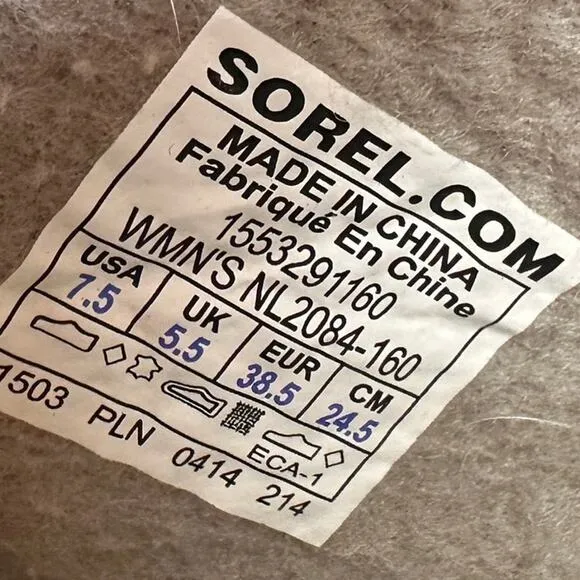 SOREL.COM
MADE IN CHINA
Fabriqué En Chine
1553291160
WMN'S NL2084-160
USA UK EUR CM
7.5 5.5 38.5 24.5
ECA-1
1503 PLN 0414 214